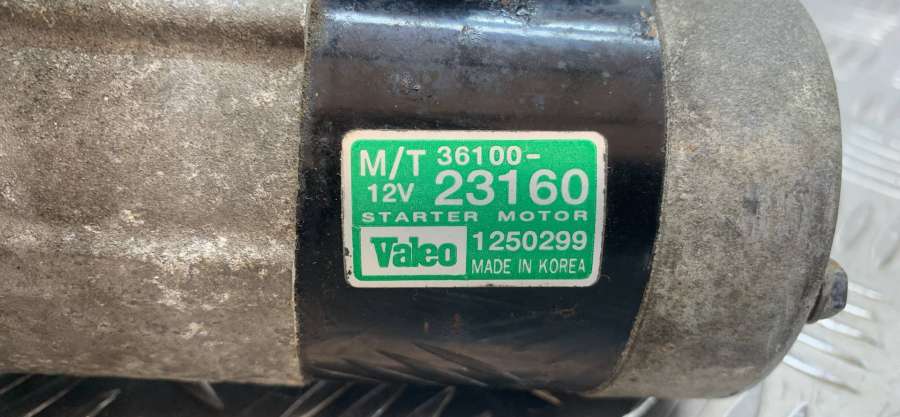 M/T 36100-
12V 23160
STARTER MOTOR
Valeo 1250299
MADE IN KOREA